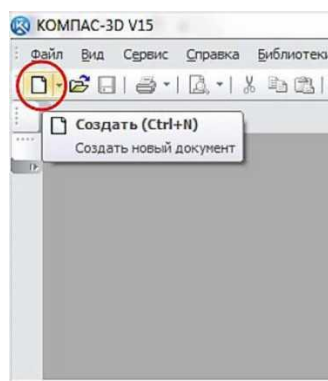 КОМПАС-3D V15
Файл Вид Сервис Справка Библиотеки
Создать (Ctrl+N)
Создать новый документ